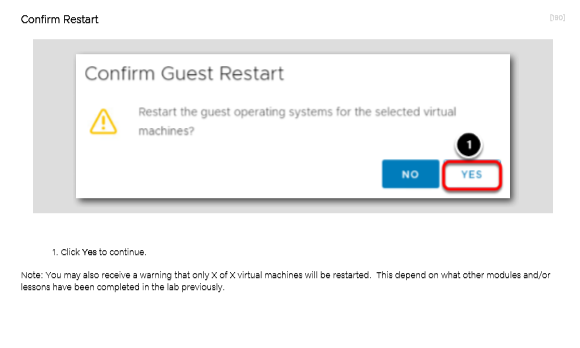 Confirm Restart
[180]
Confirm Guest Restart
Restart the guest operating systems for the selected virtual
machines?
1
NO
YES
1. Click Yes to continue.
Note: You may also receive a warning that only X of X virtual machines will be restarted. This depend on what other modules and/or
lessons have been completed in the lab previously.